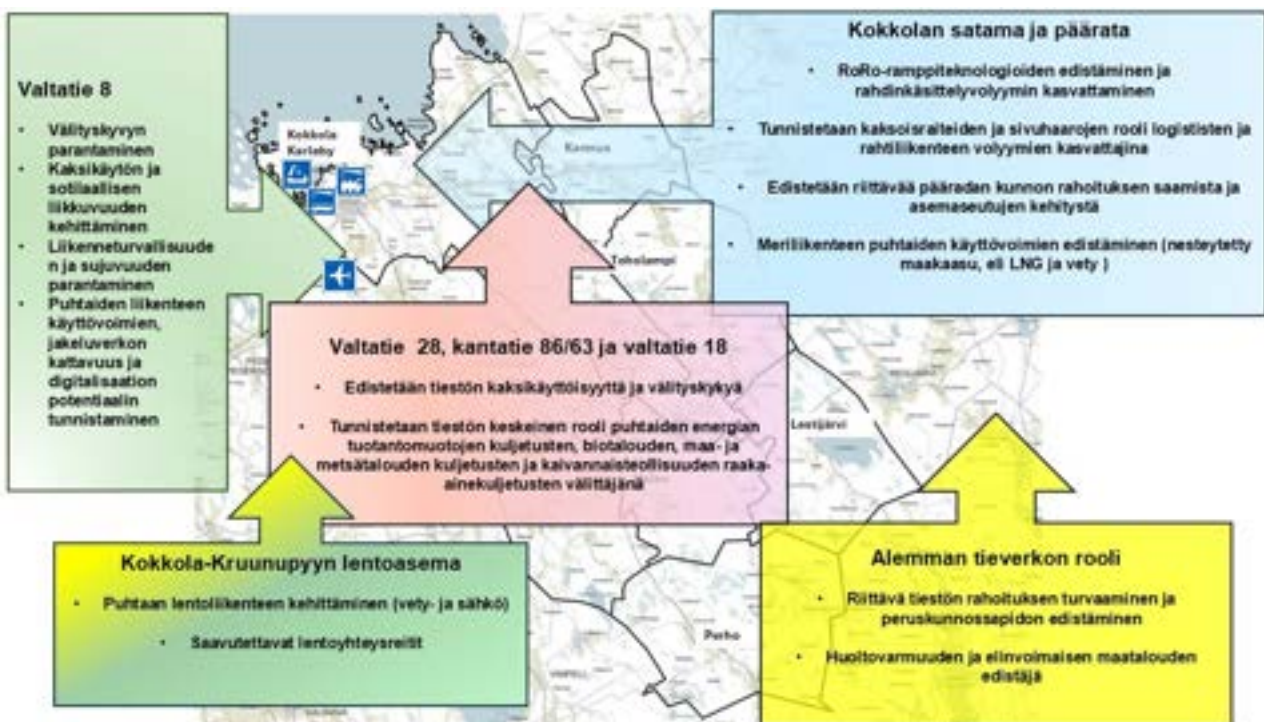 Valtatie 8
• Välityskyvyn
parantaminen
• Kaksikäytön ja
sotilaallisen
liikkuvuuden
kehittäminen
• Liikenneturvallisuude
n ja sujuvuuden
parantaminen
• Puhtaiden liikenteen
käyttövoimien,
jakeluverkon
kattavuus ja
digitalisaation
potentiaalin
tunnistaminen
Kokkola
Karleby
Kannus
Toholampi
Lestijärvi
Perho
Kokkolan satama ja päärata
• RoRo-ramppiteknologioiden edistäminen ja
rahdinkäsittelyvolyymin kasvattaminen
• Tunnistetaan kaksoisraiteiden ja sivuhaarojen rooli logististen ja
rahtiliikenteen volyymien kasvattajina
• Edistetään riittävää pääradan kunnon rahoituksen saamista ja
asemaseutujen kehitystä
• Meriliikenteen puhtaiden käyttövoimien edistäminen (nesteytetty
maakaasu, eli LNG ja vety )
Valtatie 28, kantatie 86/63 ja valtatie 18
• Edistetään tiestön kaksikäyttöisyyttä ja välityskykyä
• Tunnistetaan tiestön keskeinen rooli puhtaiden energian
tuotantomuotojen kuljetusten, biotalouden, maa- ja
metsätalouden kuljetusten ja kaivannaisteollisuuden raaka-
ainekuljetusten välittäjänä
Kokkola-Kruunupyyn lentoasema
• Puhtaan lentoliikenteen kehittäminen (vety- ja sähkö)
• Saavutettavat lentoyhteysreitit
Alemman tieverkon rooli
• Riittävä tiestön rahoituksen turvaaminen ja
peruskunnossapidon edistäminen
• Huoltovarmuuden ja elinvoimaisen maatalouden
edistäjä